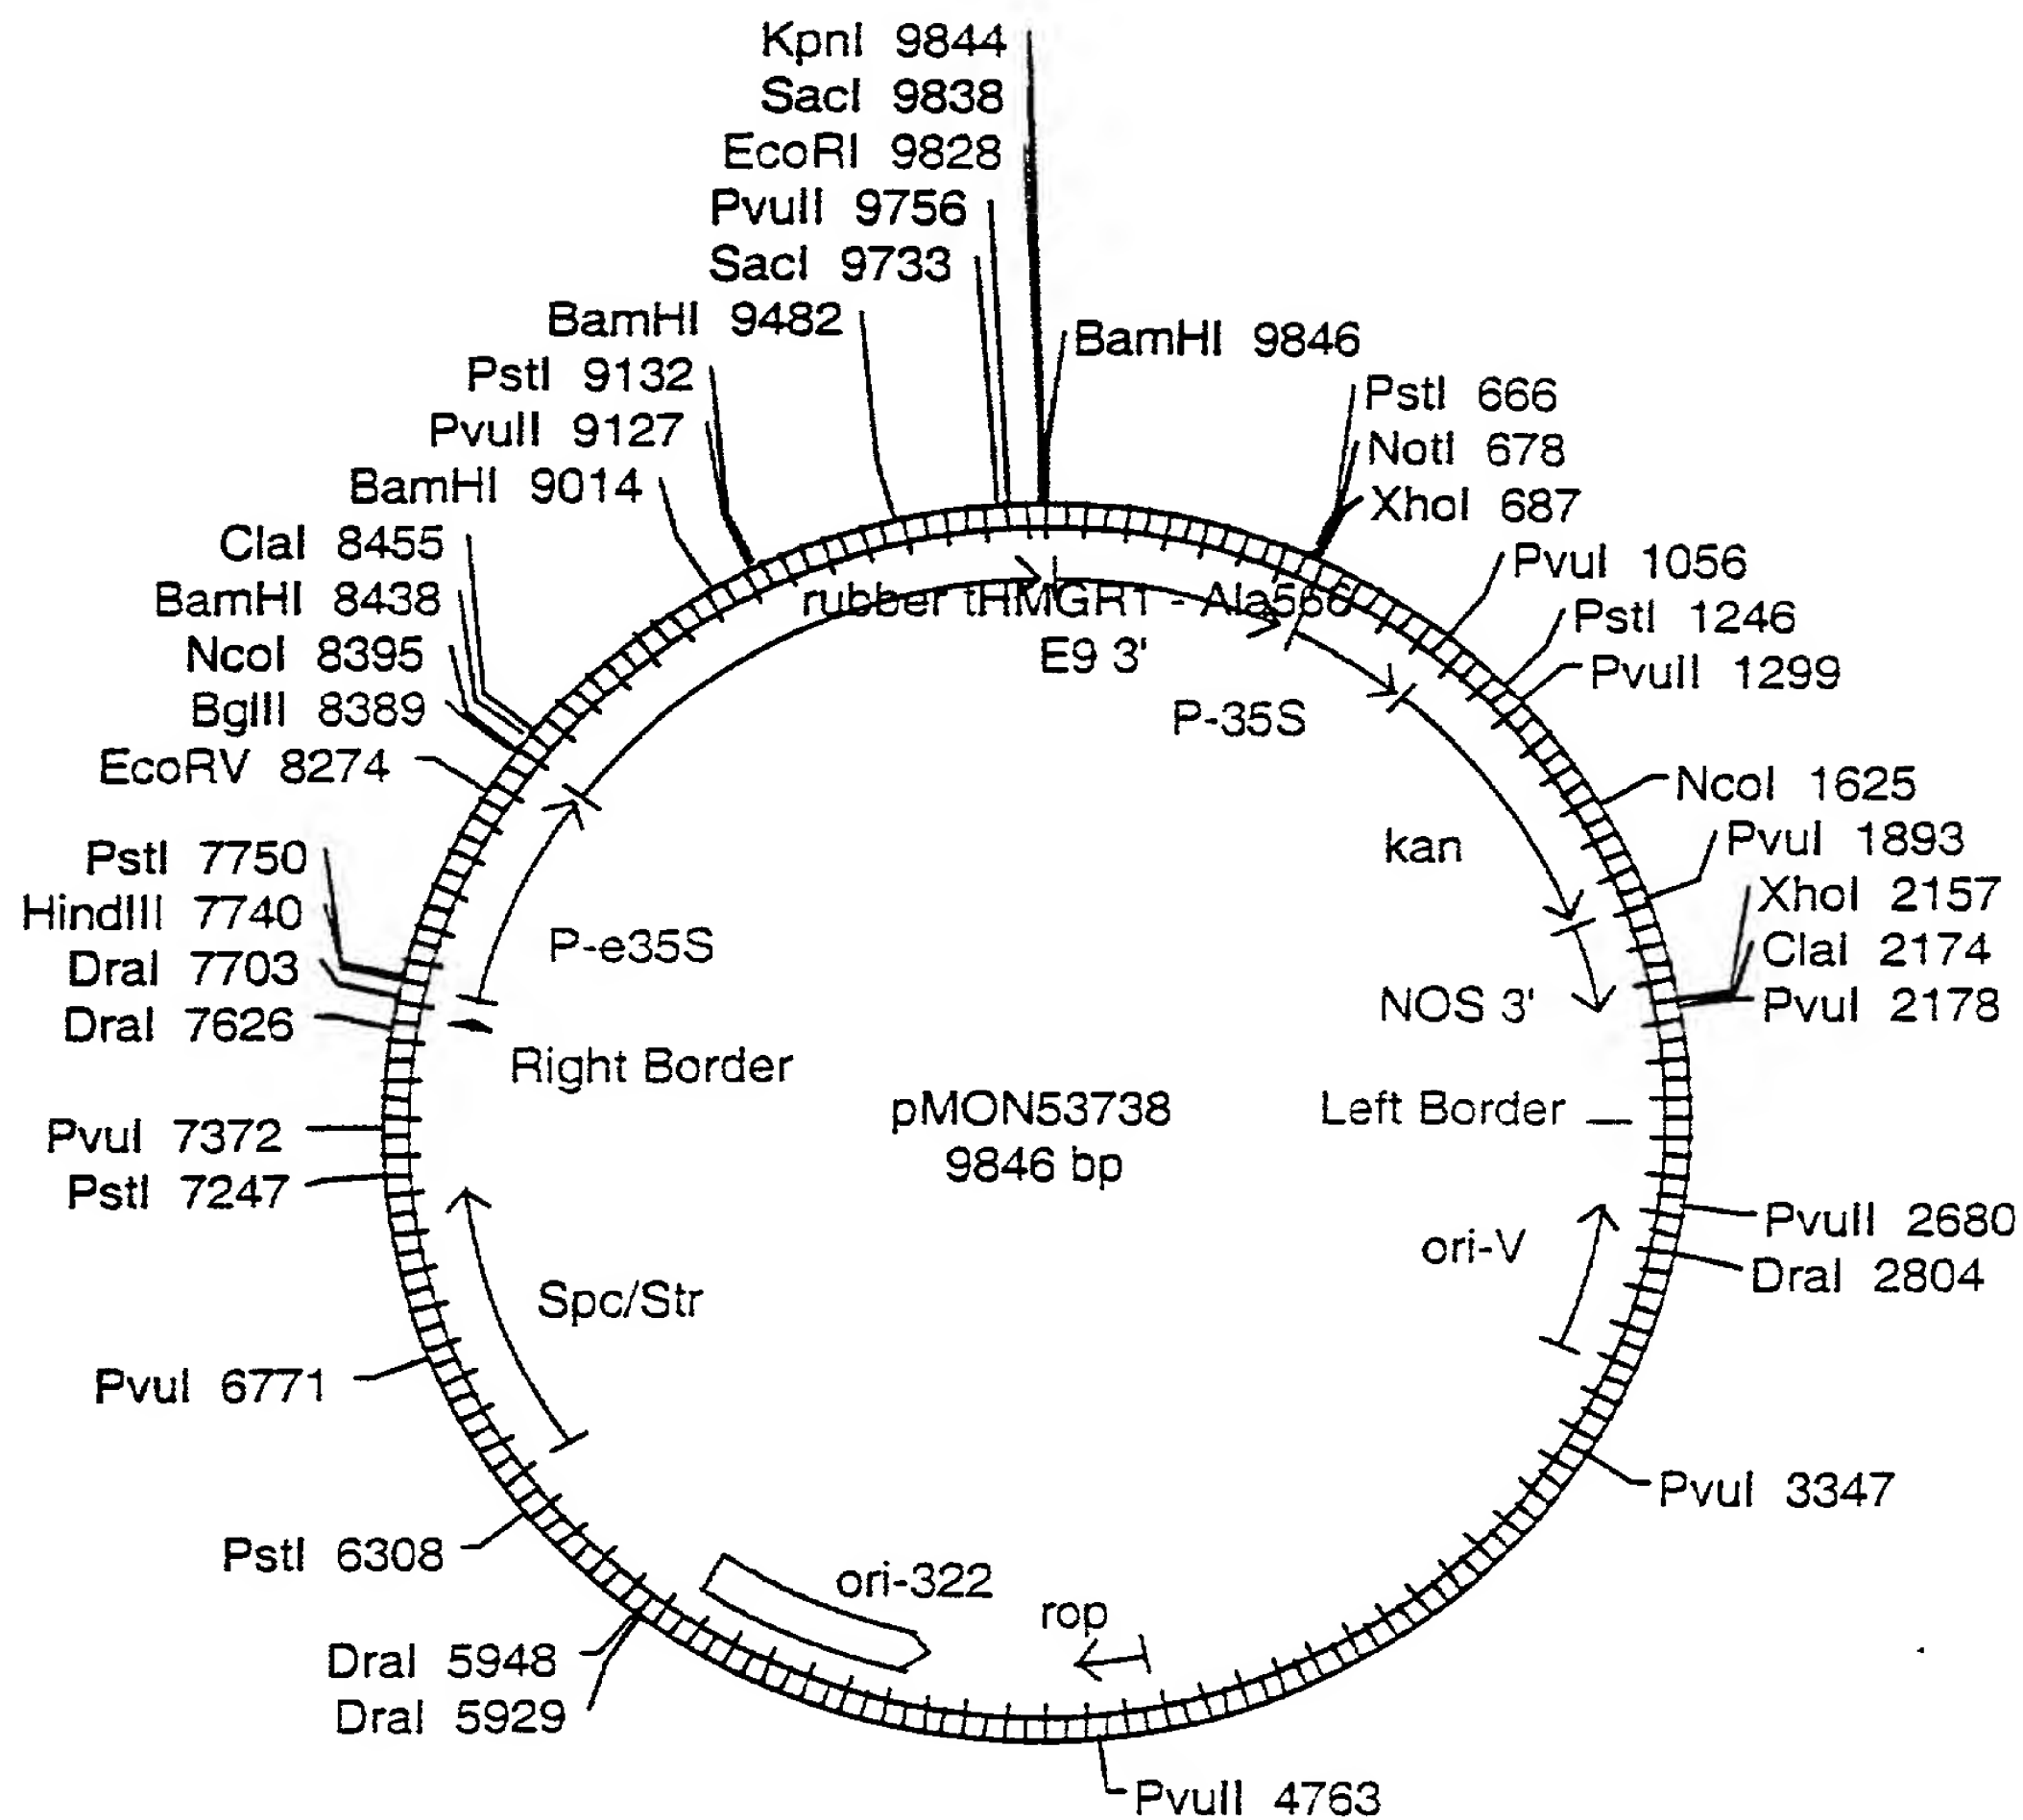 KpnI 9844
SacI 9838
EcoRI 9828
PvuII 9756
SacI 9733
BamHI 9482
BamHI 9846
PstI 9132
PstI 666
PvuII 9127
NotI 678
BamHI 9014
XhoI 687
ClaI 8455
PvuI 1056
BamHI 8438
rubber tHMGR1 - Ala566
PstI 1246
NcoI 8395
E9 3'
PvuII 1299
BglII 8389
P-35S
EcoRV 8274
NcoI 1625
PstI 7750
kan
PvuI 1893
HindIII 7740
XhoI 2157
DraI 7703
P-e35S
ClaI 2174
DraI 7626
NOS 3'
PvuI 2178
Right Border
pMON53738
Left Border
PvuI 7372
9846 bp
PstI 7247
PvuII 2680
ori-V
DraI 2804
Spc/Str
PvuI 6771
PvuI 3347
PstI 6308
ori-322
rop
DraI 5948
DraI 5929
PvuII 4763